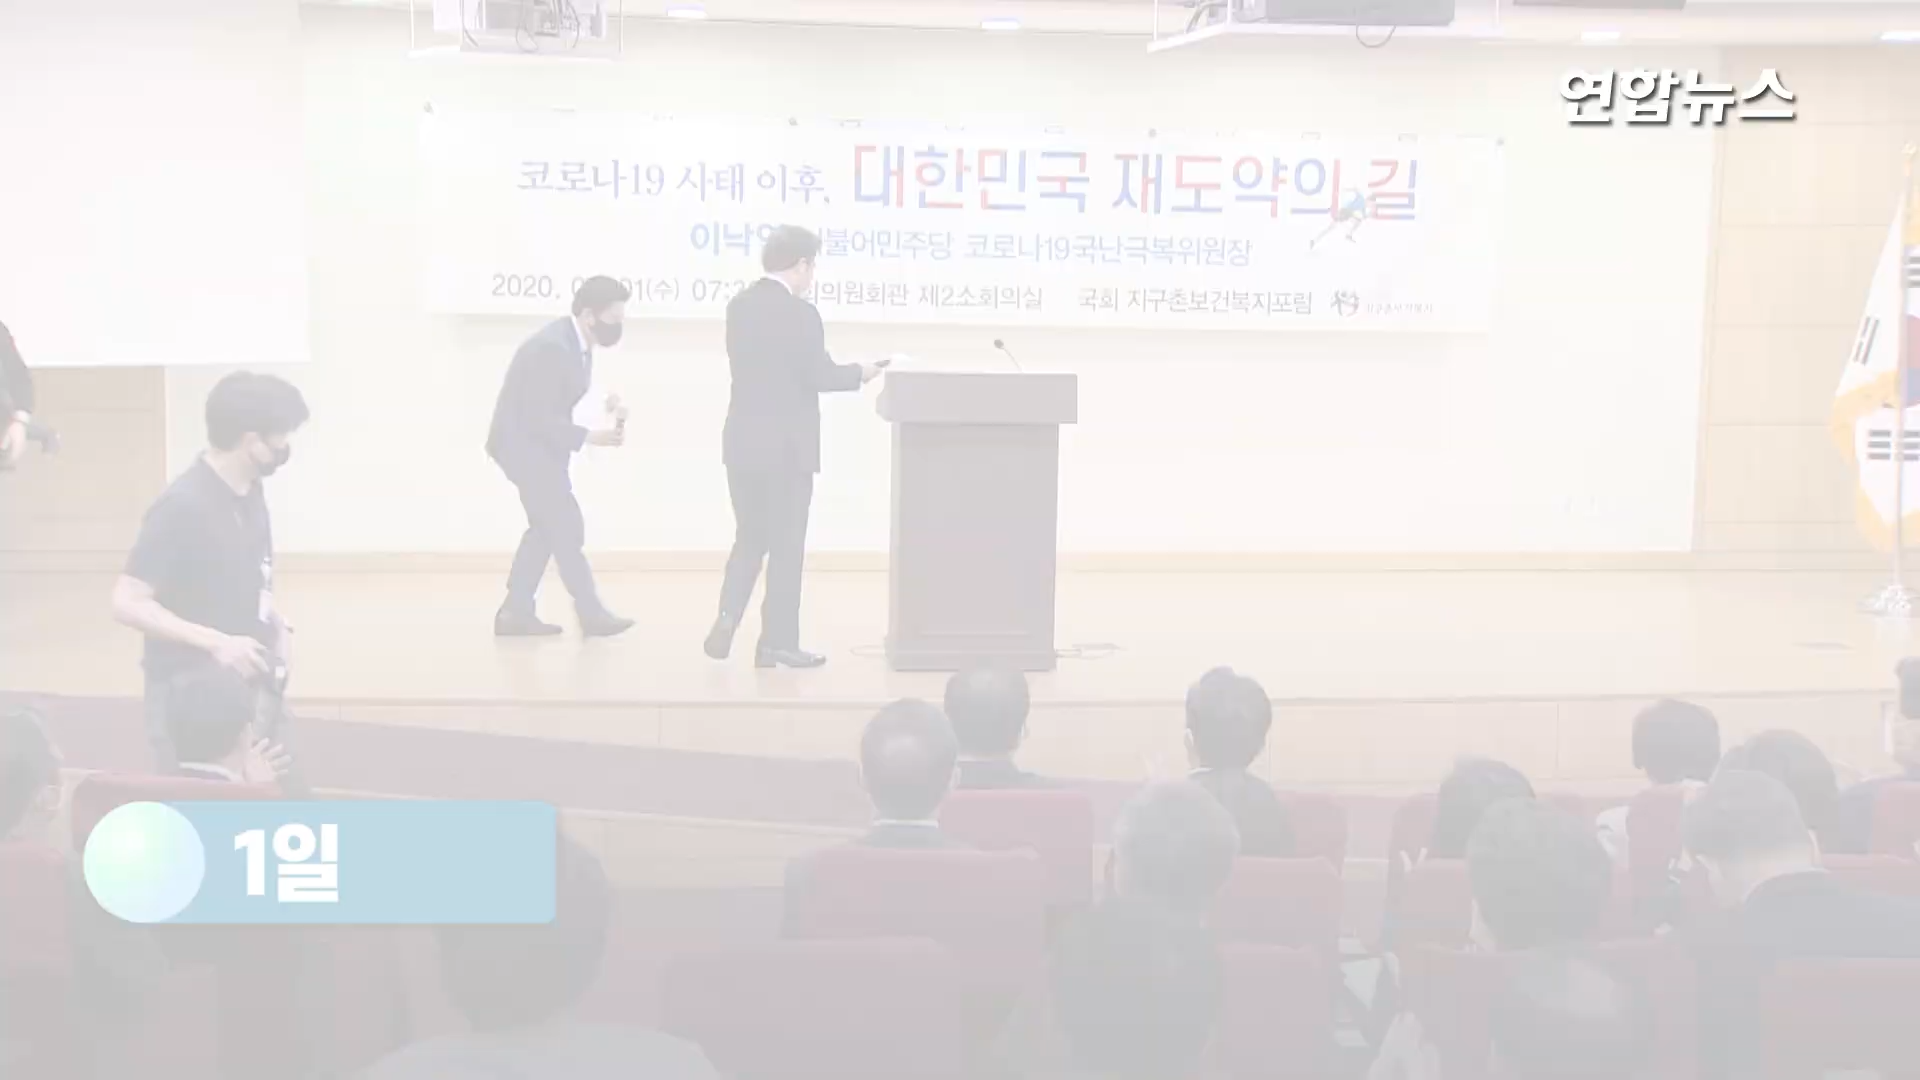 연합뉴스
코로나19 사태 이후, 대한민국 재도약의 길
이낙 불어민주당 코로나19국난극복위원장
2020. 01(수) 07: 의원회관 제2소회의실 국회 지구촌보건복지포럼
1일